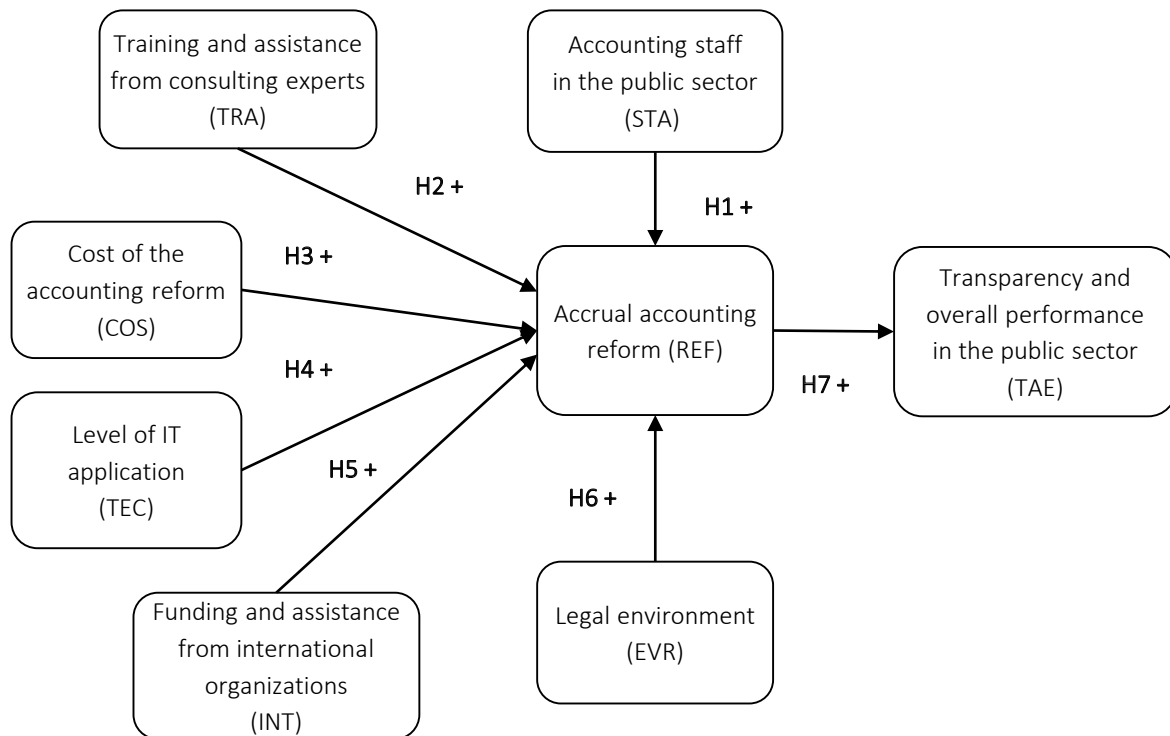 Training and assistance
from consulting experts
(TRA)
Accounting staff
in the public sector
(STA)
H2 +
H1 +
Cost of the
accounting reform
(COS)
H3 +
Accrual accounting
reform (REF)
Transparency and
overall performance
in the public sector
(TAE)
H4 +
H7 +
Level of IT
application
(TEC)
H5 +
H6 +
Funding and assistance
from international
organizations
(INT)
Legal environment
(EVR)